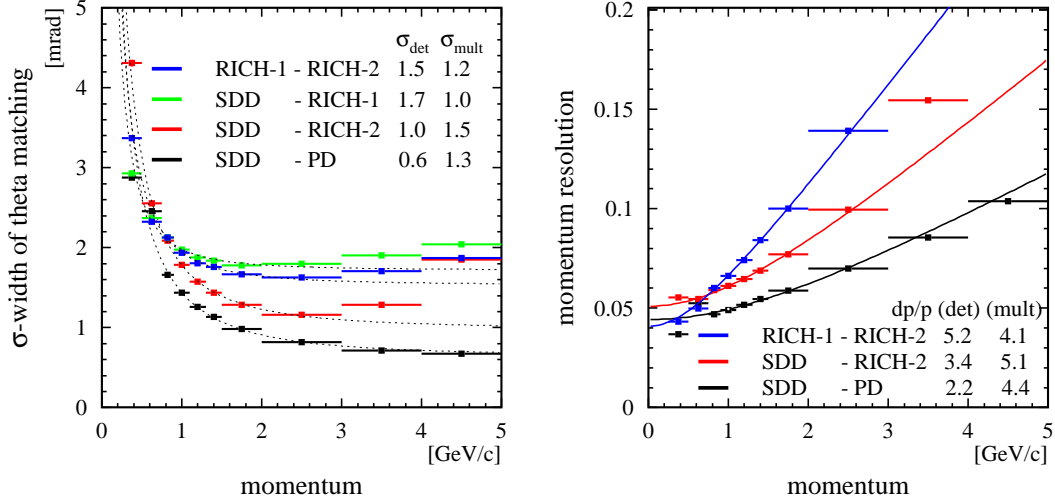 σ-width of theta matching
[mrad]
5
4
3
2
1
0
σdet σmult
RICH-1 - RICH-2 1.5 1.2
SDD - RICH-1 1.7 1.0
SDD - RICH-2 1.0 1.5
SDD - PD 0.6 1.3
0 1 2 3 4 5
[GeV/c]
momentum
momentum resolution
0.2
0.15
0.1
0.05
0
dp/p (det) (mult)
RICH-1 - RICH-2 5.2 4.1
SDD - RICH-2 3.4 5.1
SDD - PD 2.2 4.4
0 1 2 3 4 5
[GeV/c]
momentum